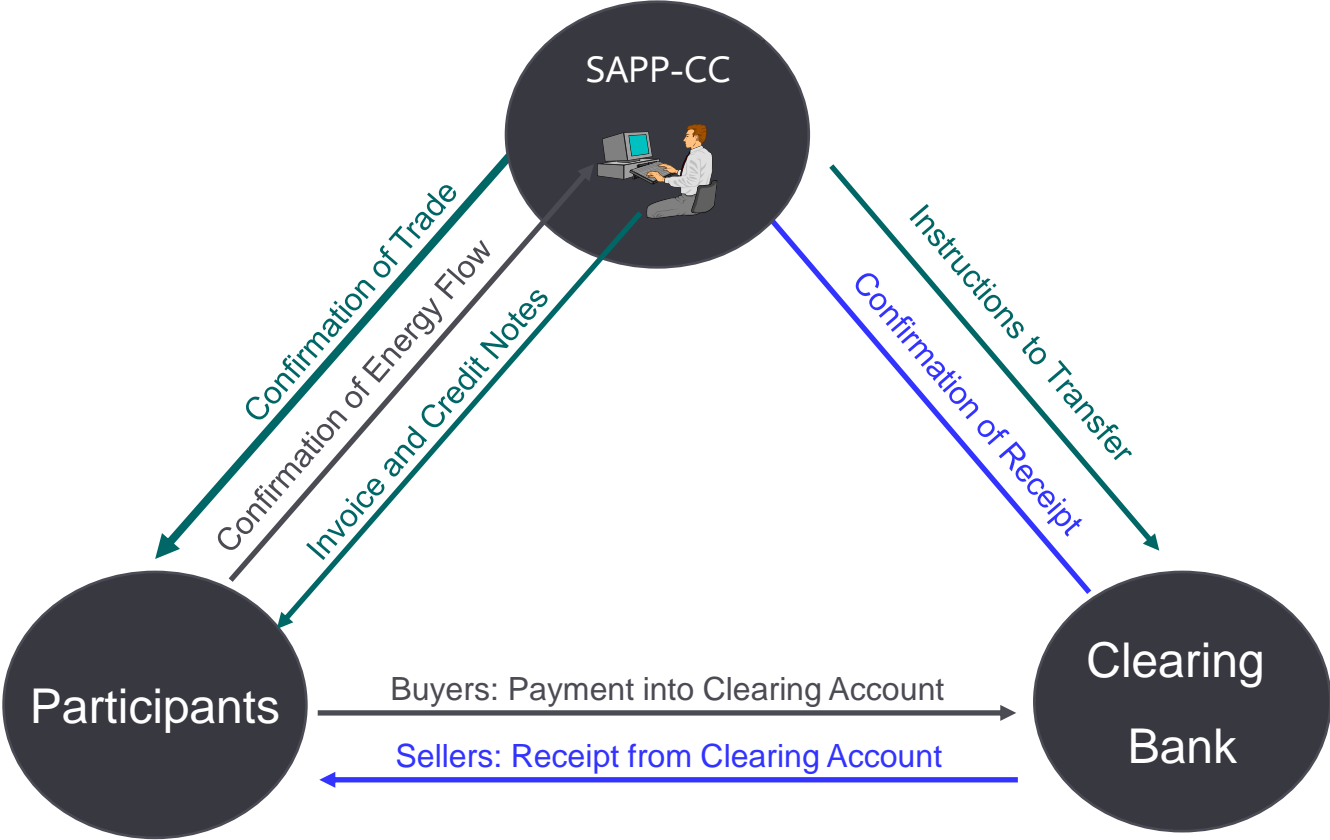 SAPP-CC
Confirmation of Trade
Confirmation of Energy Flow
Invoice and Credit Notes
Instructions to Transfer
Confirmation of Receipt
Participants
Buyers: Payment into Clearing Account
Sellers: Receipt from Clearing Account
Clearing
Bank